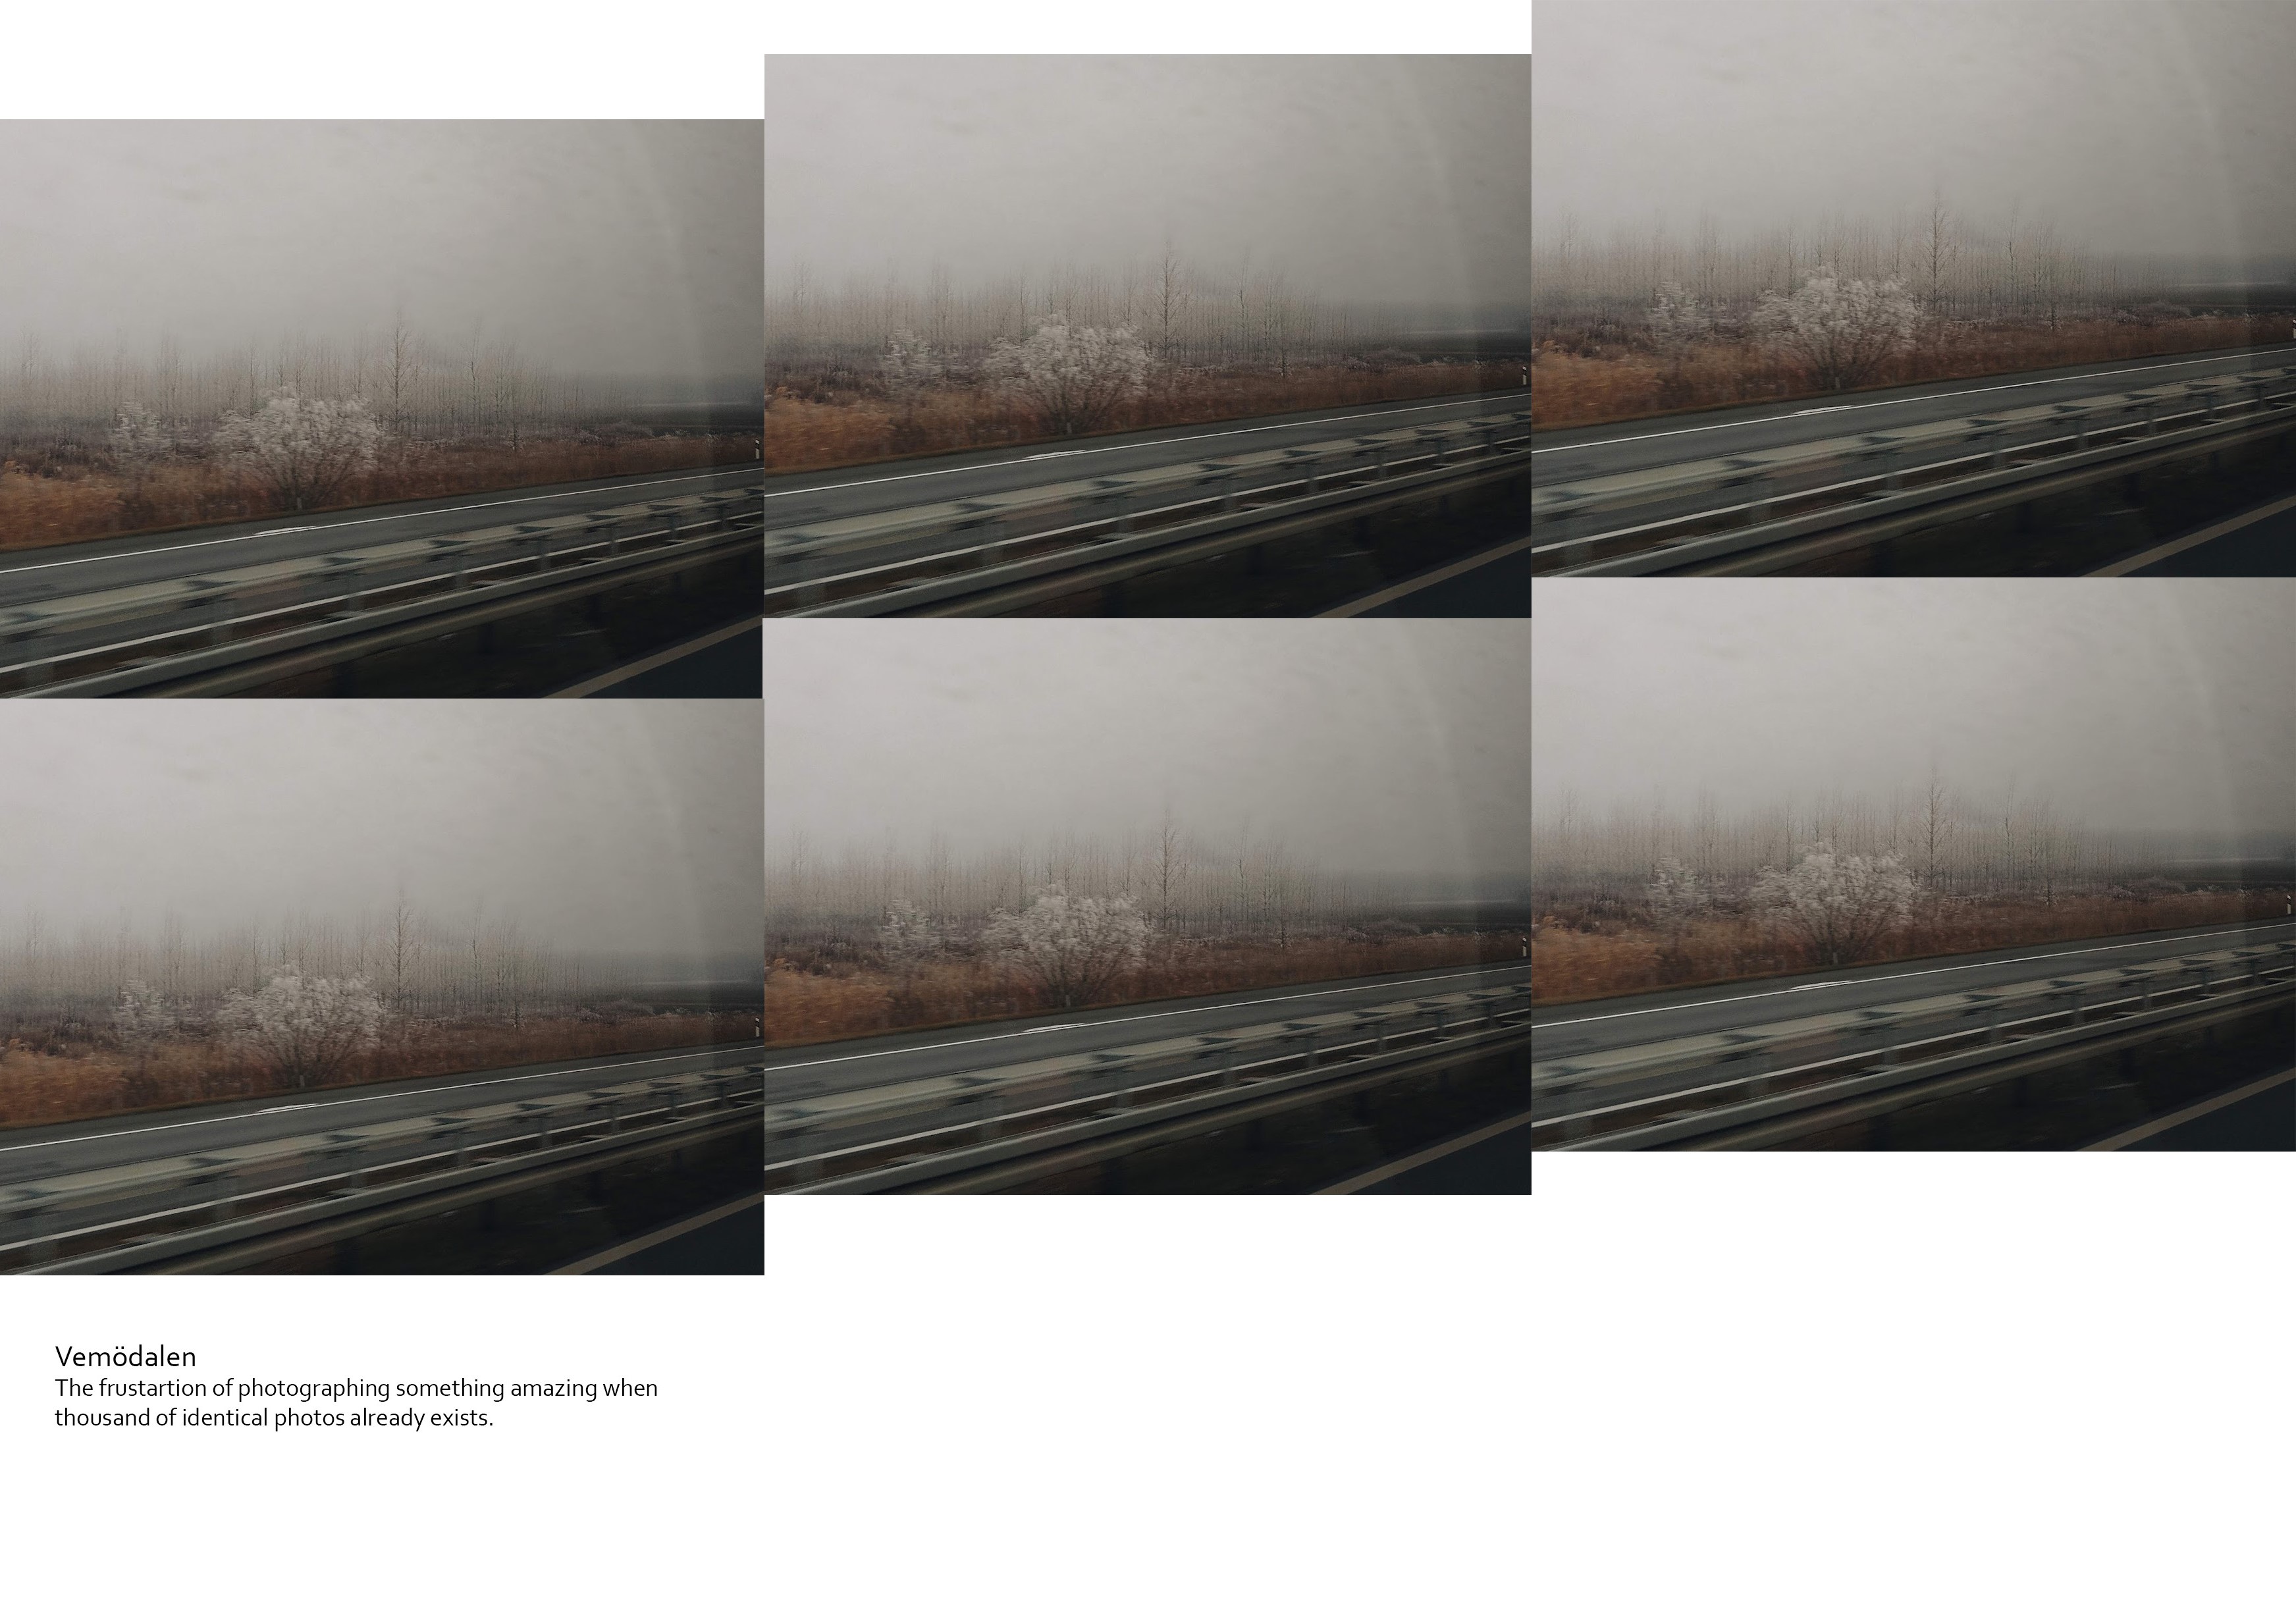 Vemödalen
The frustartion of photographing something amazing when
thousand of identical photos already exists.